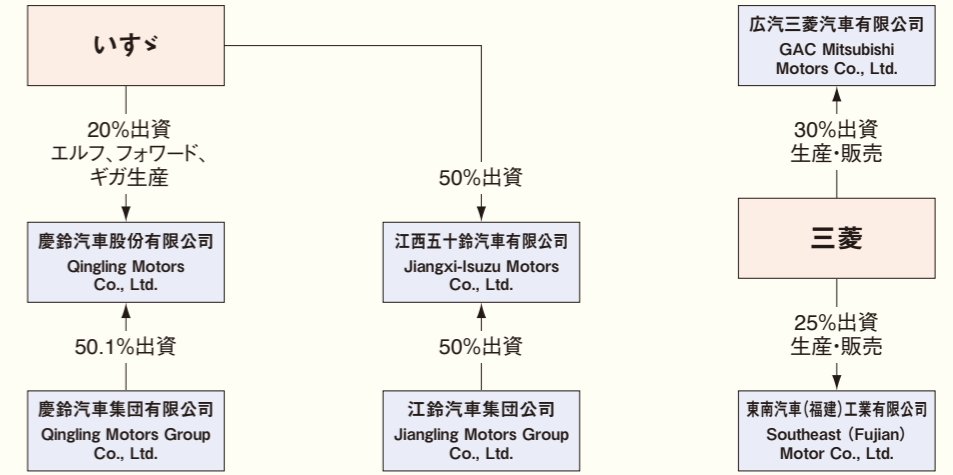 いすゞ
20%出資
エルフ、フォワード、
ギガ生産
50%出資
慶鈴汽車股份有限公司
Qingling Motors
Co., Ltd.
江西五十鈴汽車有限公司
Jiangxi-Isuzu Motors
Co., Ltd.
50.1%出資
50%出資
慶鈴汽車集団有限公司
Qingling Motors Group
Co., Ltd.
江鈴汽車集団公司
Jiangling Motors Group
Co., Ltd.
広汽三菱汽車有限公司
GAC Mitsubishi
Motors Co., Ltd.
30%出資
生産・販売
三菱
25%出資
生産・販売
東南汽車(福建)工業有限公司
Southeast (Fujian)
Motor Co., Ltd.